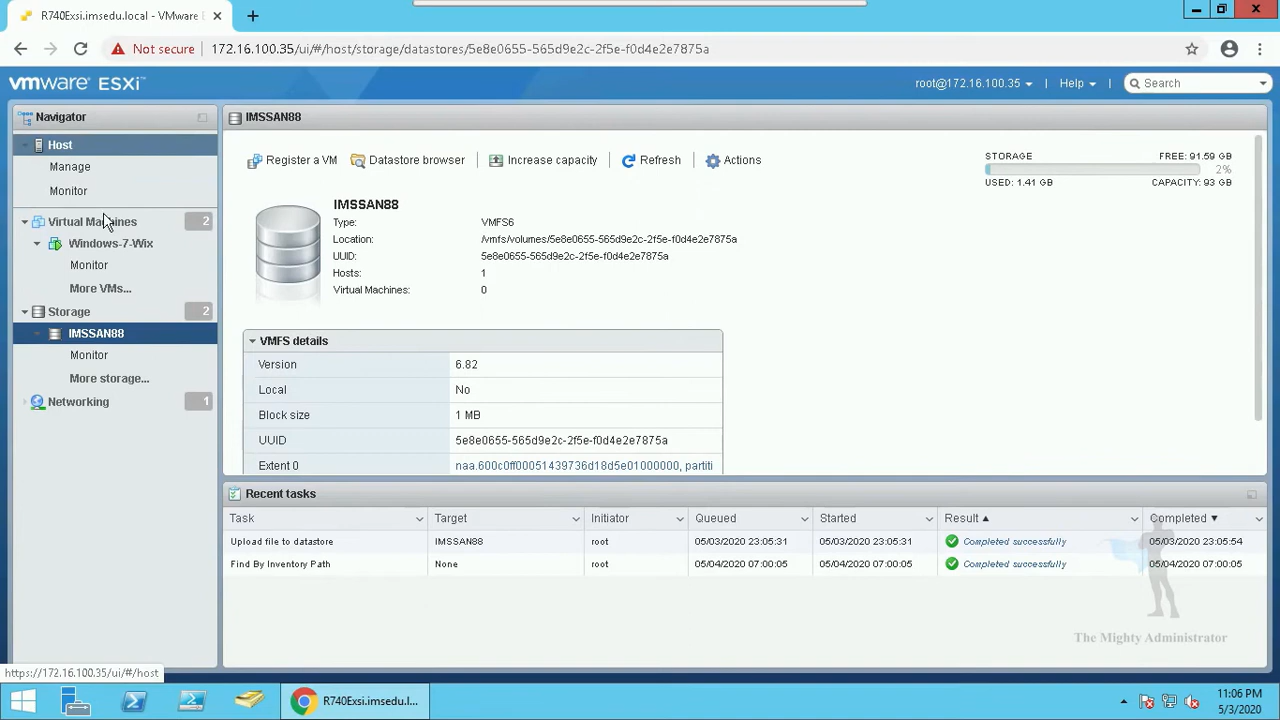 R740Exsi.imsedu.local - VMware E
Not secure 172.16.100.35/ui/#/host/storage/datastores/5e8e0655-565d9e2c-2f5e-f0d4e2e7875a
vmware ESXi™ root@172.16.100.35 Help Search
Navigator
Host
Manage
Monitor
Virtual Machines 2
Windows-7-Wix
Monitor
More VMs...
Storage 2
IMSSAN88
Monitor
More storage...
Networking 1
IMSSAN88
Register a VM Datastore browser Increase capacity Refresh Actions
STORAGE FREE: 91.59 GB
2%
USED: 1.41 GB CAPACITY: 93 GB
IMSSAN88
Type: VMFS6
Location: /vmfs/volumes/5e8e0655-565d9e2c-2f5e-f0d4e2e7875a
UUID: 5e8e0655-565d9e2c-2f5e-f0d4e2e7875a
Hosts: 1
Virtual Machines: 0
VMFS details
Version 6.82
Local No
Block size 1 MB
UUID 5e8e0655-565d9e2c-2f5e-f0d4e2e7875a
Extent 0 naa.600c0ff00051439736d18d5e01000000, partiti
Recent tasks
Task Target Initiator Queued Started Result Completed
Upload file to datastore IMSSAN88 root 05/03/2020 23:05:31 05/03/2020 23:05:31 Completed successfully 05/03/2020 23:05:54
Find By Inventory Path None root 05/04/2020 07:00:05 05/04/2020 07:00:05 Completed successfully 05/04/2020 07:00:05
The Mighty Administrator
https://172.16.100.35/ui/#/host
R740Exsi.imsedu.l...
11:06 PM
5/3/2020